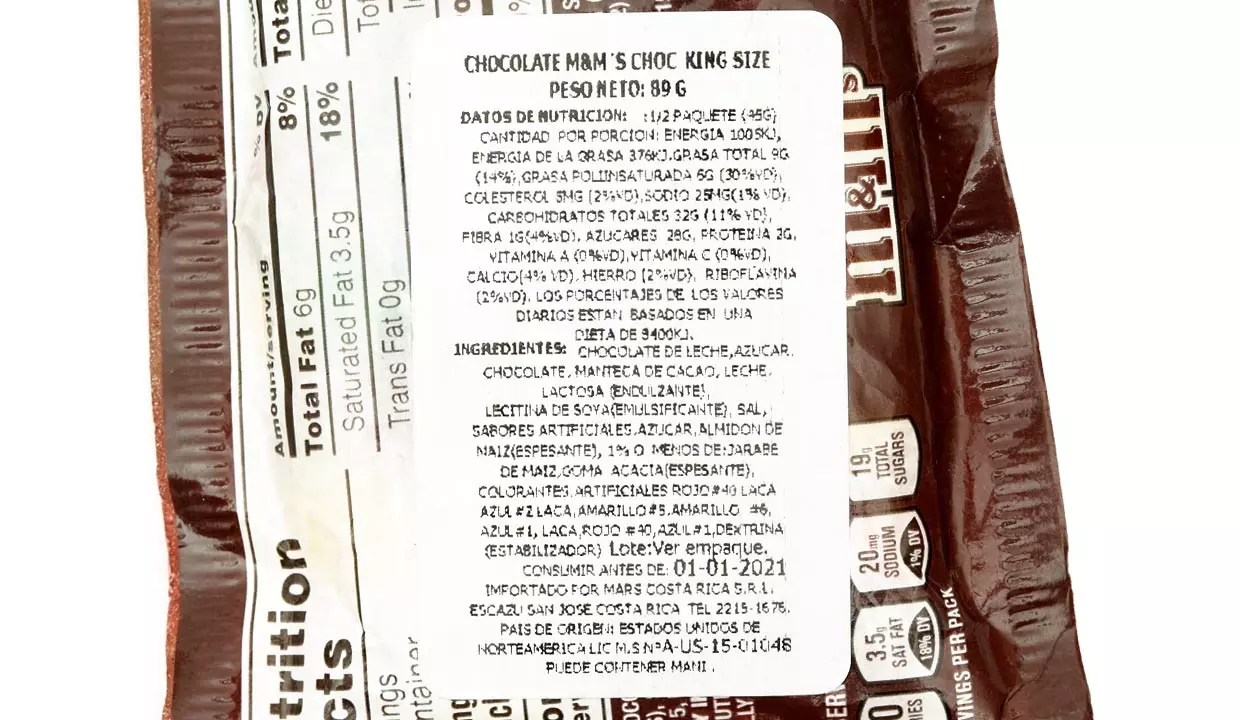 CHOCOLATE M&M´S CHOC KING SIZE
PESO NETO: 89 G
DATOS DE NUTRICION: :1/2 PAQUETE (45G)
CANTIDAD POR PORCION: ENERGIA 1005KJ,
ENERGIA DE LA GRASA 376KJ,GRASA TOTAL 9G
(14%),GRASA POLIINSATURADA 6G (30%VD),
COLESTEROL 5MG (2%VD),SODIO 25MG(1% VD),
CARBOHIDRATOS TOTALES 32G (11% VD),
FIBRA 1G(4%VD), AZUCARES 28G, PROTEINA 2G,
VITAMINA A (0%VD),VITAMINA C (0%VD),
CALCIO(4% VD), HIERRO (2%VD), RIBOFLAVINA
(2%VD). LOS PORCENTAJES DE LOS VALORES
DIARIOS ESTAN BASADOS EN UNA
DIETA DE 8400KJ.
INGREDIENTES: CHOCOLATE DE LECHE,AZUCAR,
CHOCOLATE, MANTECA DE CACAO, LECHE,
LACTOSA (ENDULZANTE),
LECITINA DE SOYA(EMULSIFICANTE), SAL,
SABORES ARTIFICIALES,AZUCAR,ALMIDON DE
MAIZ(ESPESANTE), 1% O MENOS DE:JARABE
DE MAIZ,GOMA ACACIA(ESPESANTE),
COLORANTES,ARTIFICIALES ROJO #40 LACA
AZUL #2 LACA,AMARILLO #5,AMARILLO #6,
AZUL #1, LACA,ROJO #40,AZUL #1,DEXTRINA
(ESTABILIZADOR) Lote:Ver empaque.
CONSUMIR ANTES DE: 01-01-2021
IMPORTADO POR MARS COSTA RICA S.R.L.
ESCAZU SAN JOSE COSTA RICA TEL 2215-1676.
PAIS DE ORIGEN: ESTADOS UNIDOS DE
NORTEAMERICA LIC M.S NºA-US-15-01048
PUEDE CONTENER MANI .
Amount/serving
% DV
Total Fat 6g 8%
Saturated Fat 3.5g 18%
Trans Fat 0g
m&m's
19g TOTAL SUGARS
20mg SODIUM 1% DV
3.5g SAT FAT 18% DV